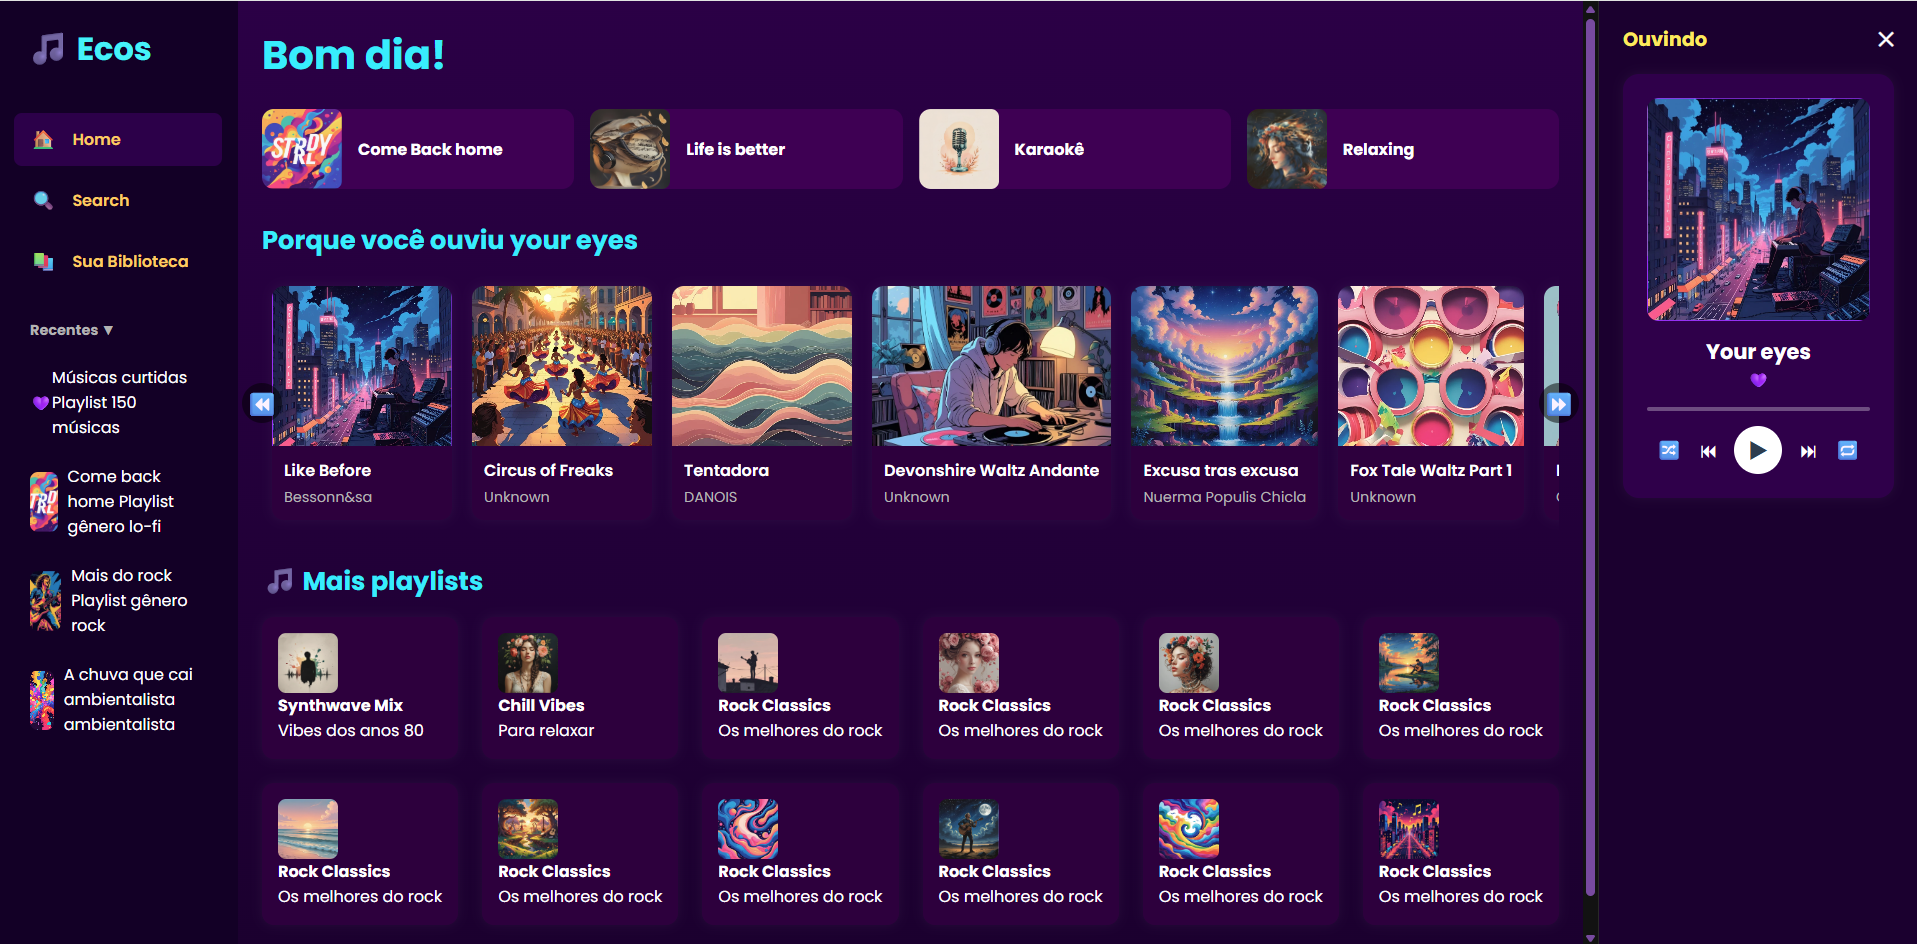 Ecos
Home
Search
Sua Biblioteca
Recentes ▼
Músicas curtidas
Playlist 150
músicas
Come back
home Playlist
gênero lo-fi
Mais do rock
Playlist gênero
rock
A chuva que cai
ambientalista
ambientalista
Bom dia!
Come Back home
Life is better
Karaokê
Relaxing
Porque você ouviu your eyes
Like Before
Bessonn&sa
Circus of Freaks
Unknown
Tentadora
DANOIS
Devonshire Waltz Andante
Unknown
Excusa tras excusa
Nuerma Populis Chicla
Fox Tale Waltz Part 1
Unknown
Mais playlists
Synthwave Mix
Vibes dos anos 80
Chill Vibes
Para relaxar
Rock Classics
Os melhores do rock
Rock Classics
Os melhores do rock
Rock Classics
Os melhores do rock
Rock Classics
Os melhores do rock
Rock Classics
Os melhores do rock
Rock Classics
Os melhores do rock
Rock Classics
Os melhores do rock
Rock Classics
Os melhores do rock
Rock Classics
Os melhores do rock
Rock Classics
Os melhores do rock
Ouvindo
Your eyes